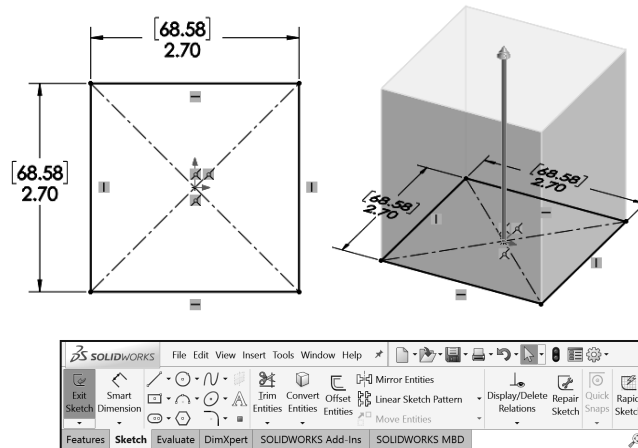 [68.58]
2.70
[68.58]
2.70
[68.58]
2.70
[68.58]
2.70
SOLIDWORKS File Edit View Insert Tools Window Help
Exit Sketch
Smart Dimension
Trim Entities
Convert Entities
Offset Entities
Mirror Entities
Linear Sketch Pattern
Move Entities
Display/Delete Relations
Repair Sketch
Quick Snaps
Features Sketch Evaluate DimXpert SOLIDWORKS Add-Ins SOLIDWORKS MBD